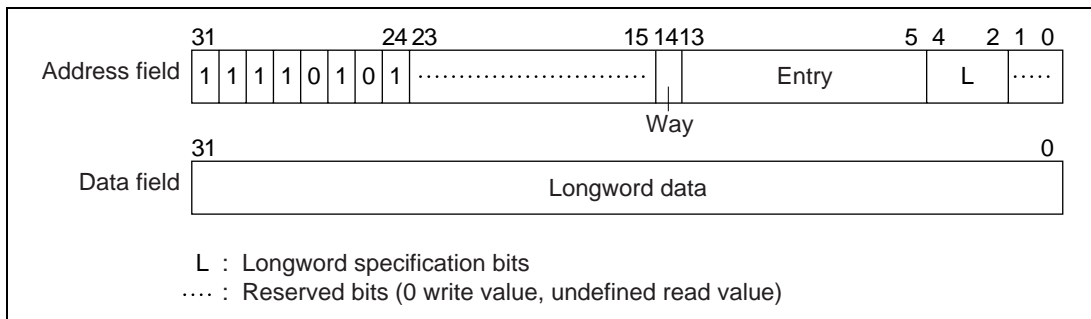 31 24 23 15 14 13 5 4 2 1 0
Address field 1 1 1 1 0 1 0 1 ........................... Entry L .....
Way
31 0
Data field Longword data
L : Longword specification bits
.... : Reserved bits (0 write value, undefined read value)